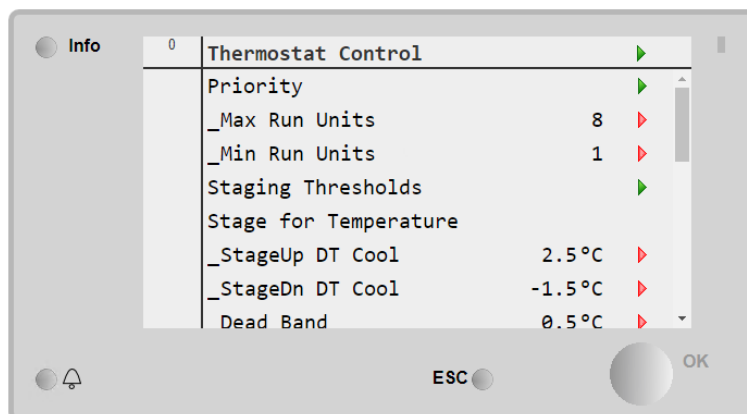 Info
0 Thermostat Control
Priority
_Max Run Units 8
_Min Run Units 1
Staging Thresholds
Stage for Temperature
_StageUp DT Cool 2.5°C
_StageDn DT Cool -1.5°C
_Dead Band 0.5°C
OK
ESC